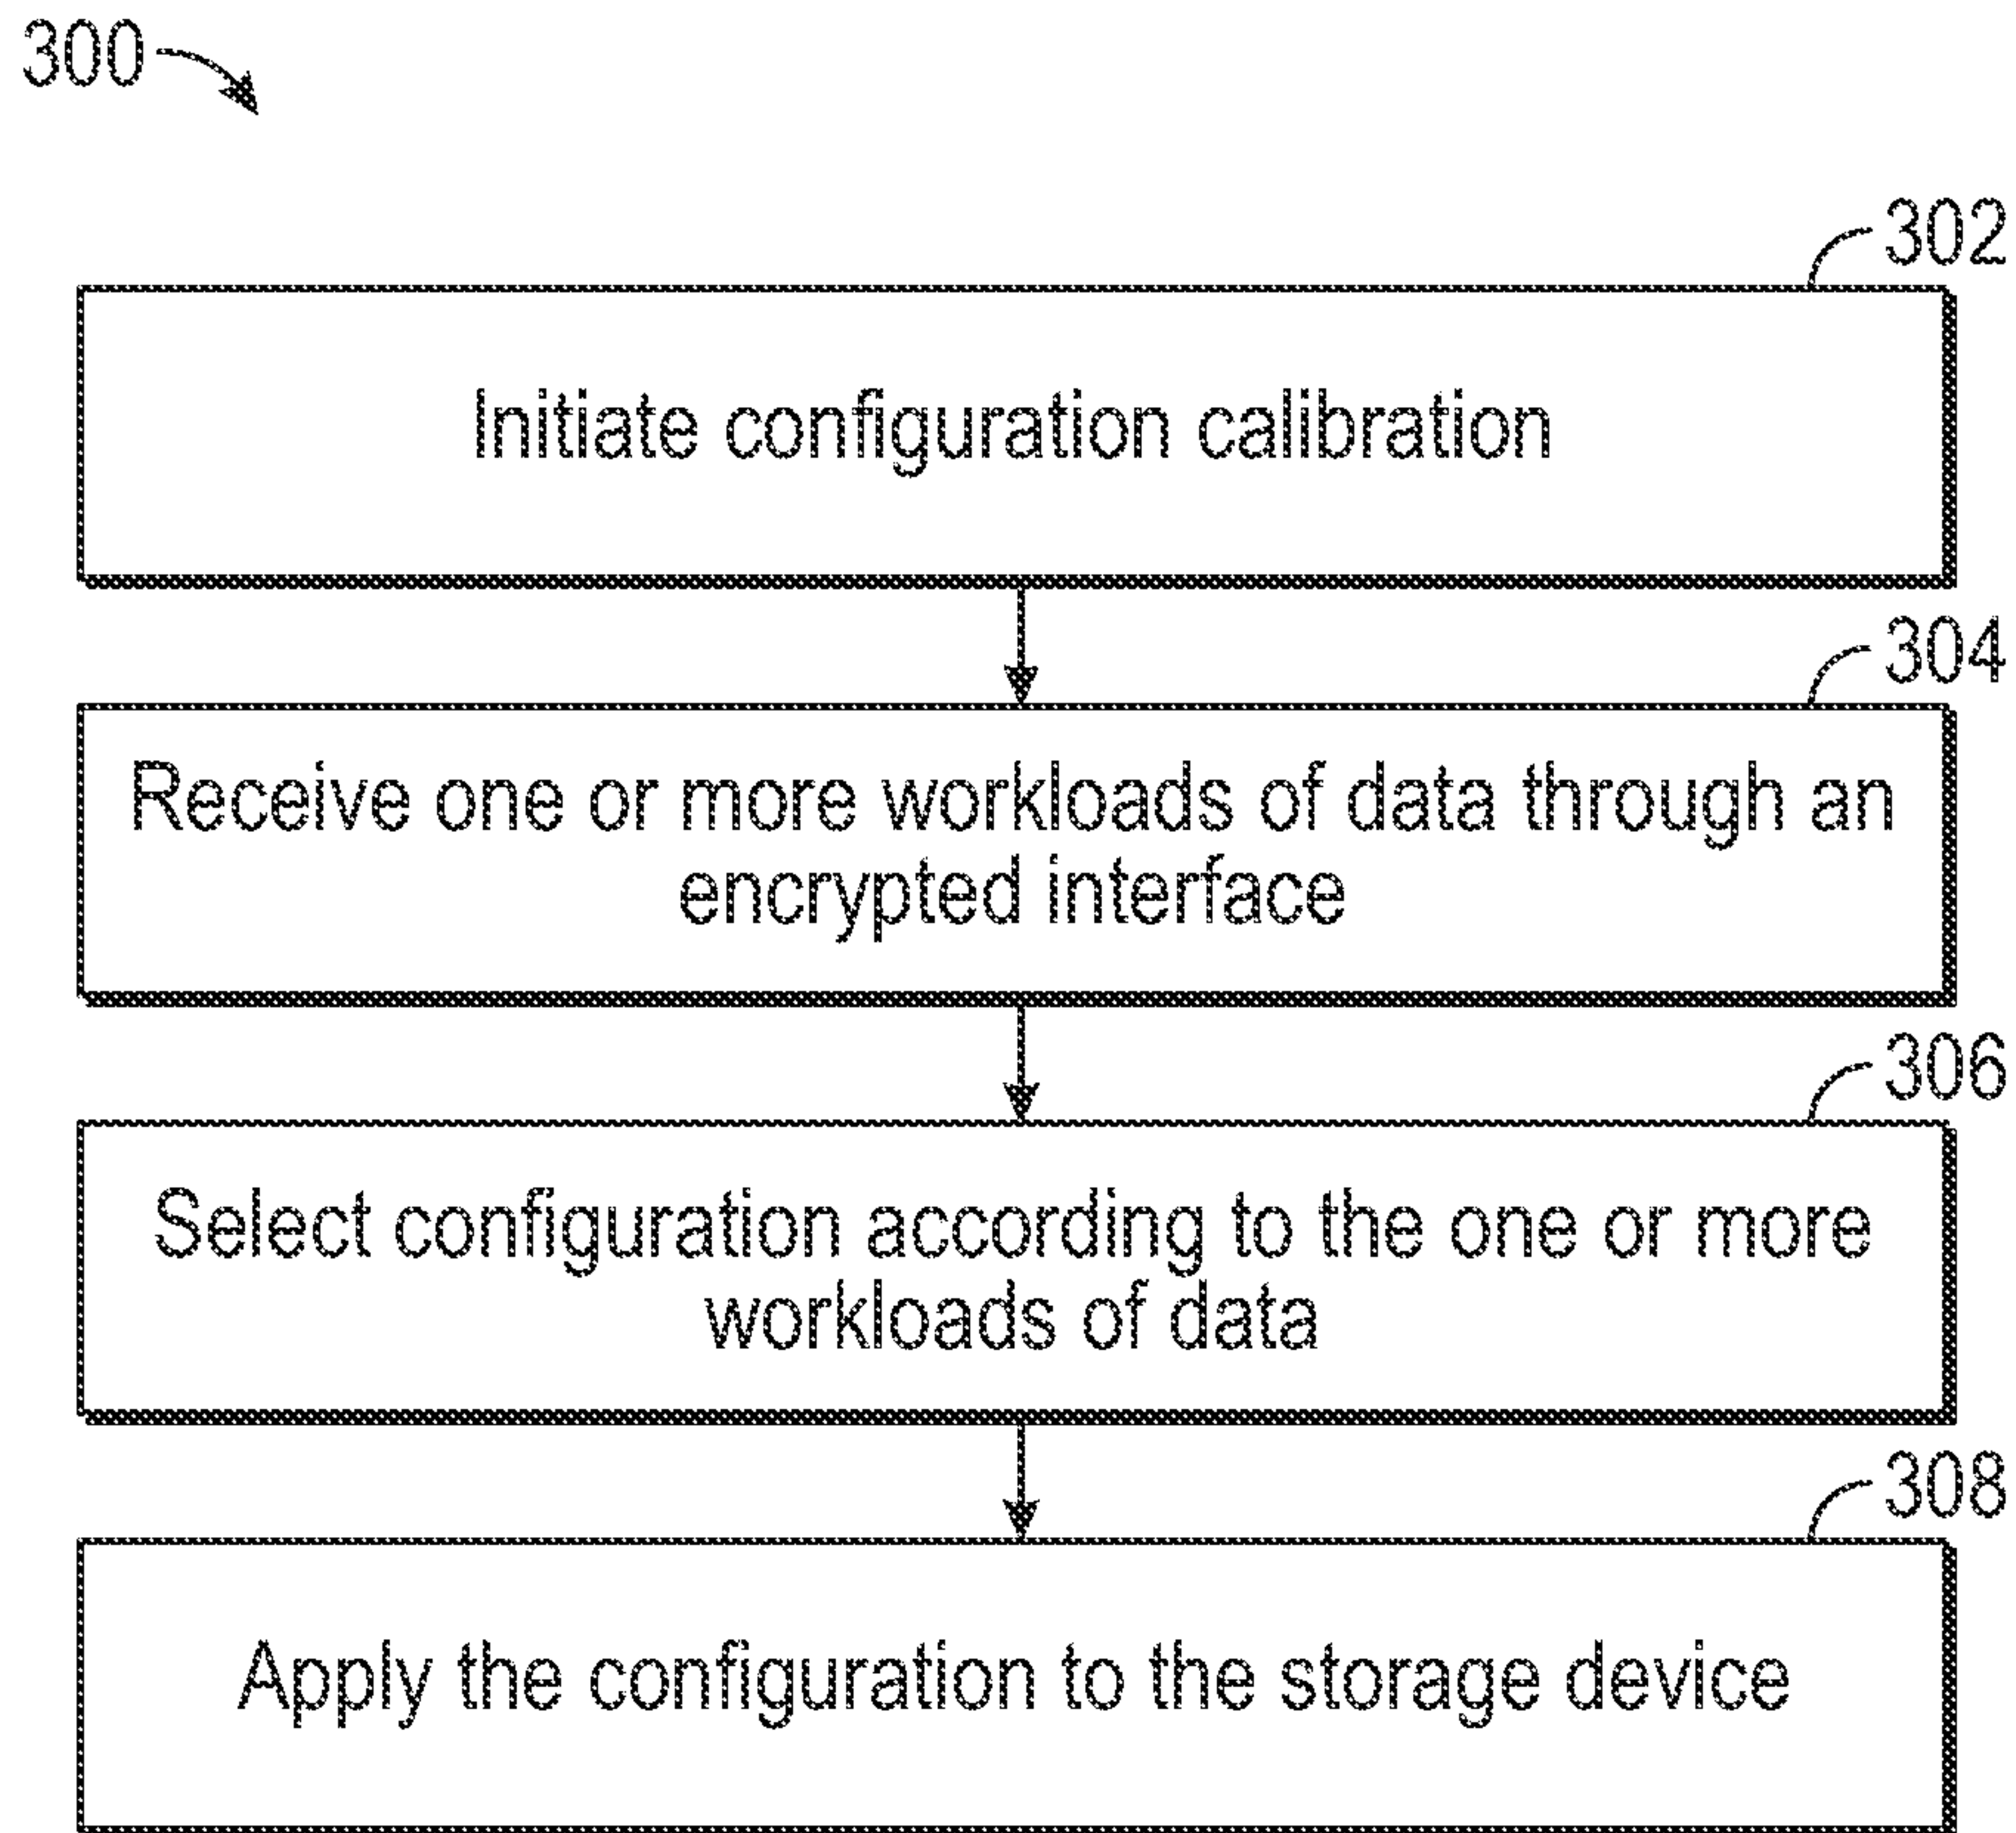 300
302
Initiate configuration calibration
304
Receive one or more workloads of data through an
encrypted interface
306
Select configuration according to the one or more
workloads of data
308
Apply the configuration to the storage device